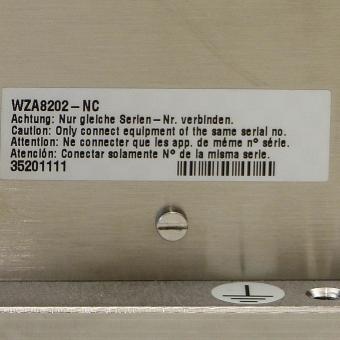 WZA8202-NC
Achtung: Nur gleiche Serien-Nr. verbinden.
Caution: Only connect equipment of the same serial no.
Attention: Ne connecter que les app. de méme n° série.
Atención: Conectar solamente N° de la misma serie.
35201111